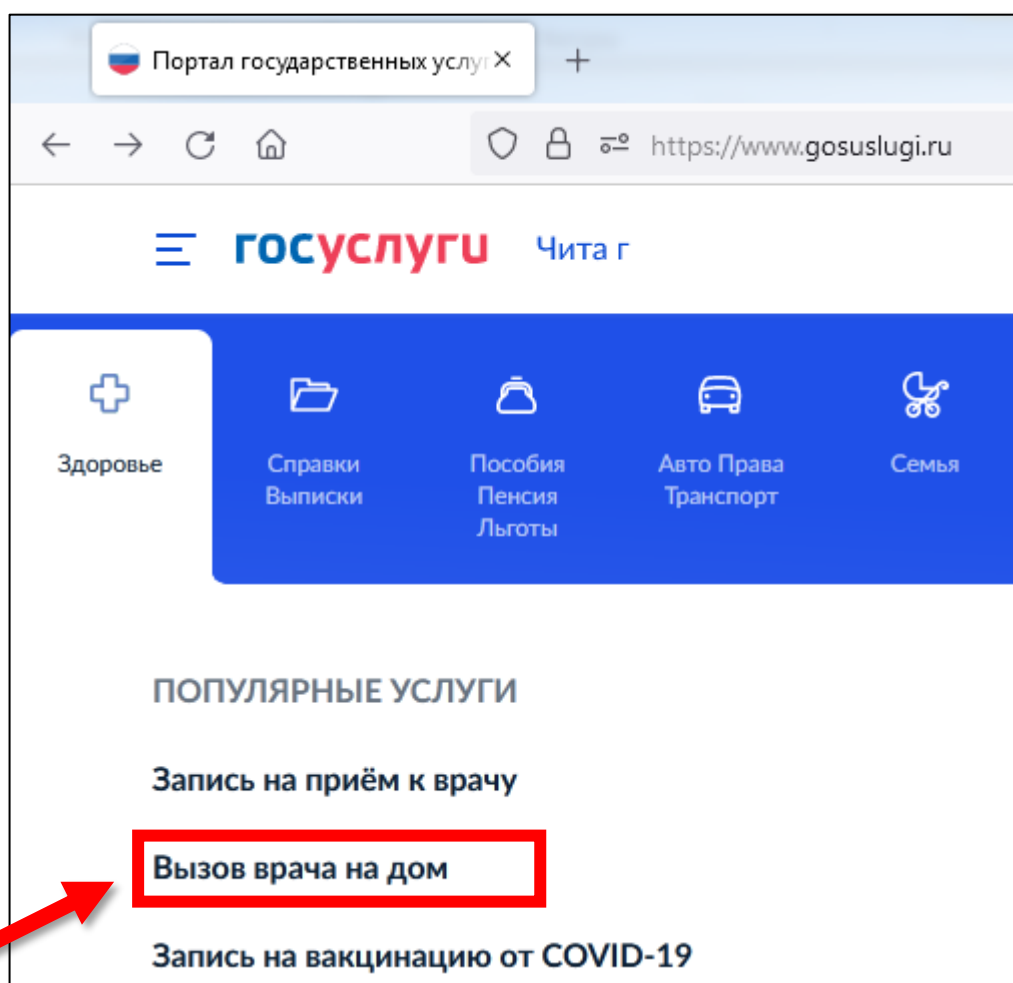 Портал государственных услуг
https://www.gosuslugi.ru
госуслуги Чита г
Здоровье
Справки
Выписки
Пособия
Пенсия
Льготы
Авто Права
Транспорт
Семья
ПОПУЛЯРНЫЕ УСЛУГИ
Запись на приём к врачу
Вызов врача на дом
Запись на вакцинацию от COVID-19